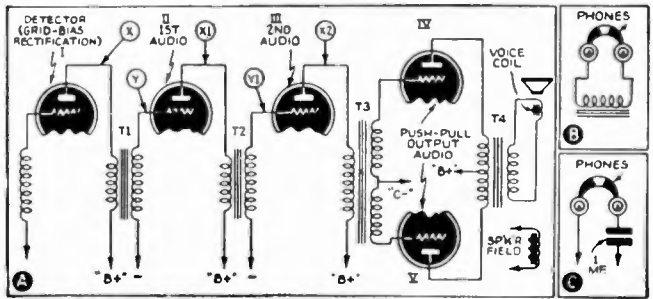 DETECTOR
(GRID-BIAS
RECTIFICATION)
I
X
II
1ST
AUDIO
X1
III
2ND
AUDIO
X2
IV
VOICE
COIL
PHONES
B
Y
Y1
T1
T2
T3
T4
PUSH-PULL
OUTPUT
AUDIO
"B+"
"C-"
V
SP'K'R
FIELD
"B+" -
"B+" -
"B+"
A
PHONES
1
MF.
C